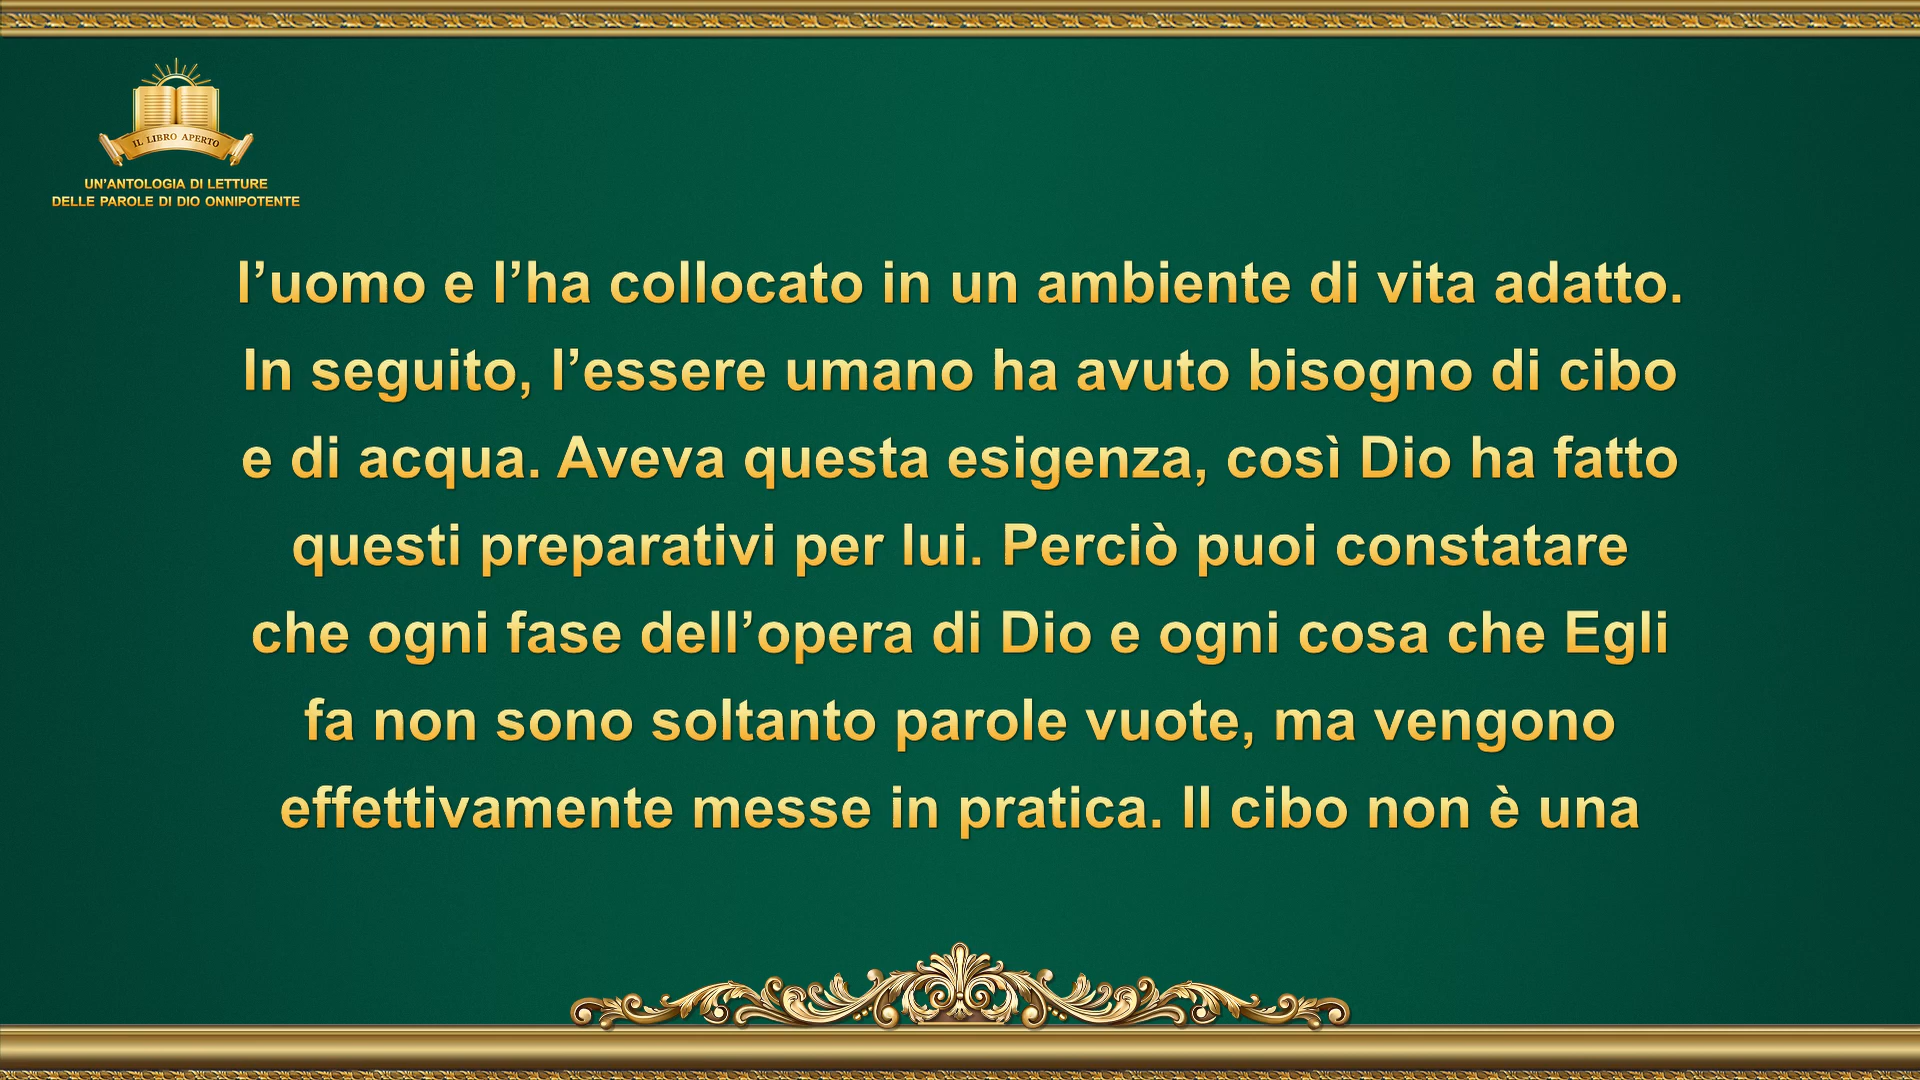 IL LIBRO APERTO
UN’ANTOLOGIA DI LETTURE
DELLE PAROLE DI DIO ONNIPOTENTE
l’uomo e l’ha collocato in un ambiente di vita adatto.
In seguito, l’essere umano ha avuto bisogno di cibo
e di acqua. Aveva questa esigenza, così Dio ha fatto
questi preparativi per lui. Perciò puoi constatare
che ogni fase dell’opera di Dio e ogni cosa che Egli
fa non sono soltanto parole vuote, ma vengono
effettivamente messe in pratica. Il cibo non è una